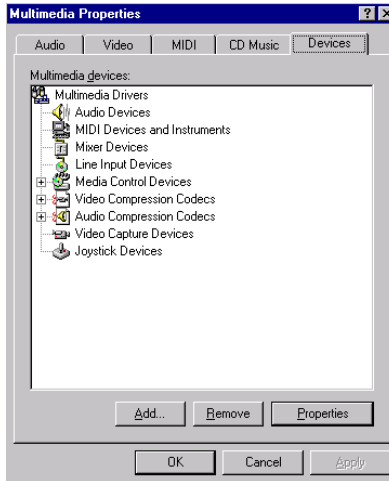 Multimedia Properties
Audio Video MIDI CD Music Devices
Multimedia devices:
Multimedia Drivers
Audio Devices
MIDI Devices and Instruments
Mixer Devices
Line Input Devices
Media Control Devices
Video Compression Codecs
Audio Compression Codecs
Video Capture Devices
Joystick Devices
Add... Remove Properties
OK Cancel Apply